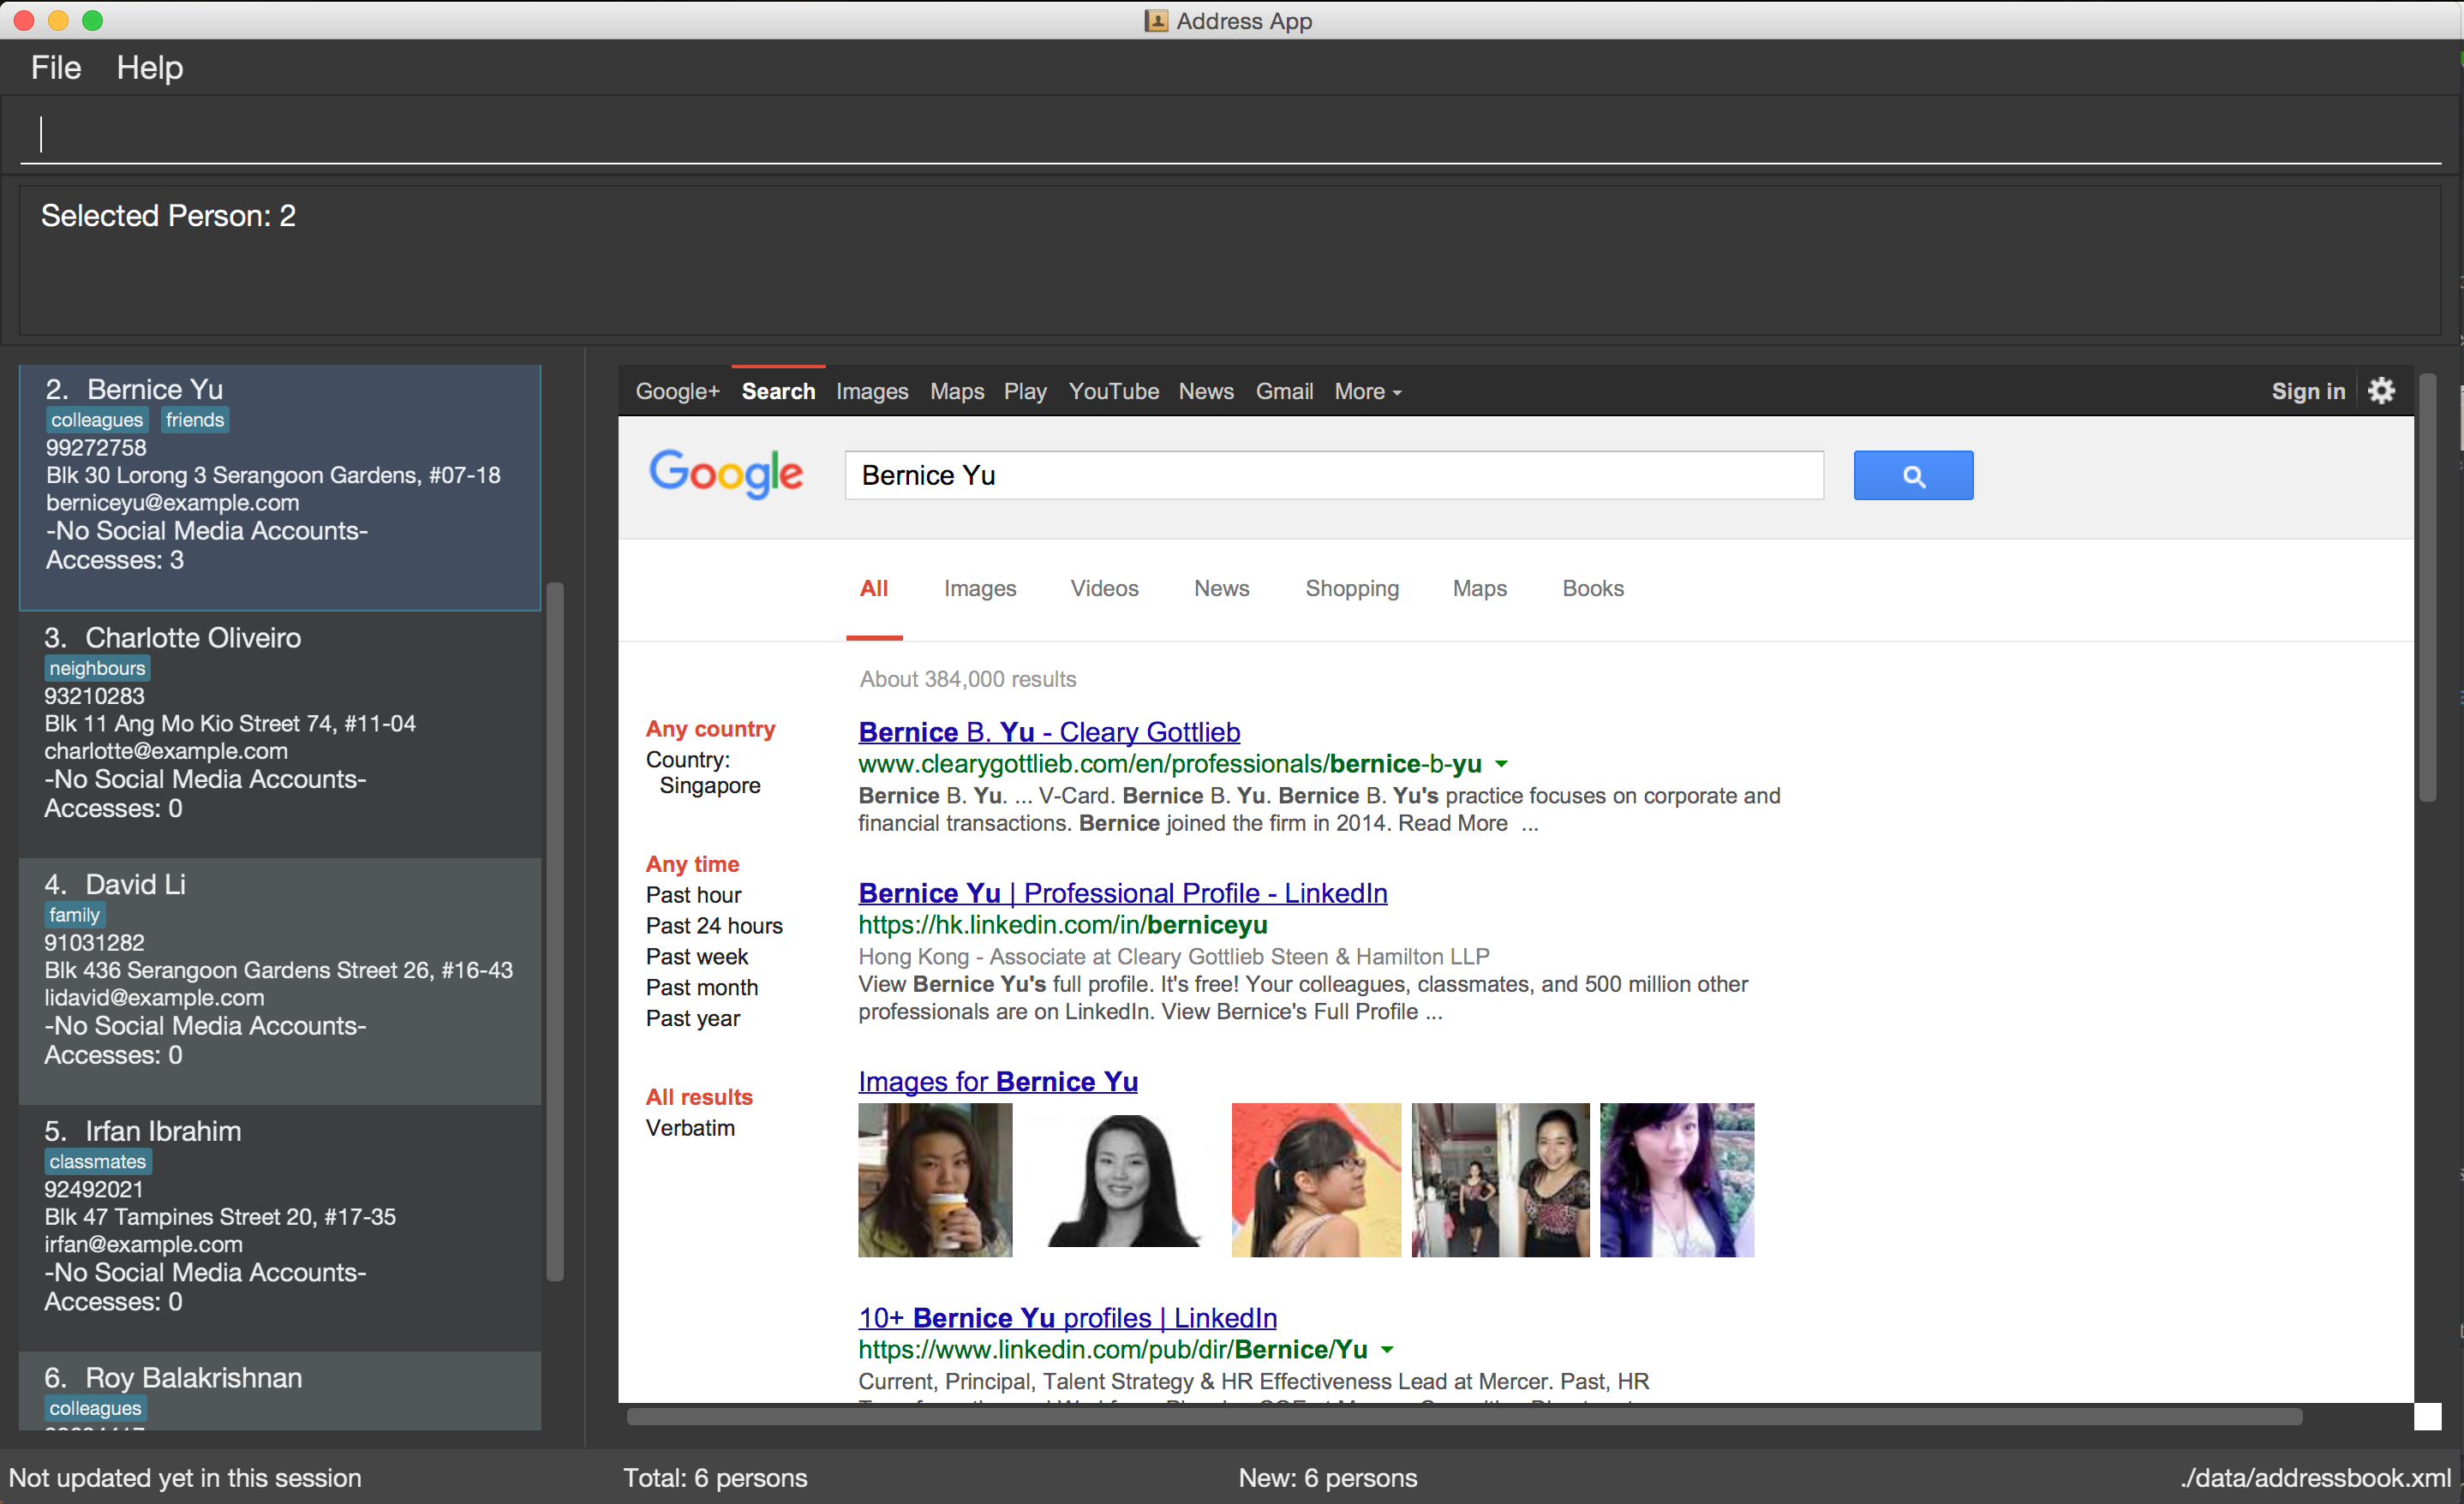 Address App
File Help
Selected Person: 2
2. Bernice Yu
colleagues friends
99272758
Blk 30 Lorong 3 Serangoon Gardens, #07-18
berniceyu@example.com
-No Social Media Accounts-
Accesses: 3
3. Charlotte Oliveiro
neighbours
93210283
Blk 11 Ang Mo Kio Street 74, #11-04
charlotte@example.com
-No Social Media Accounts-
Accesses: 0
4. David Li
family
91031282
Blk 436 Serangoon Gardens Street 26, #16-43
lidavid@example.com
-No Social Media Accounts-
Accesses: 0
5. Irfan Ibrahim
classmates
92492021
Blk 47 Tampines Street 20, #17-35
irfan@example.com
-No Social Media Accounts-
Accesses: 0
6. Roy Balakrishnan
colleagues
Google+ Search Images Maps Play YouTube News Gmail More Sign in
Google Bernice Yu
All Images Videos News Shopping Maps Books
About 384,000 results
Any country
Country:
Singapore
Any time
Past hour
Past 24 hours
Past week
Past month
Past year
All results
Verbatim
Bernice B. Yu - Cleary Gottlieb
www.clearygottlieb.com/en/professionals/bernice-b-yu
Bernice B. Yu. ... V-Card. Bernice B. Yu. Bernice B. Yu's practice focuses on corporate and
financial transactions. Bernice joined the firm in 2014. Read More ...
Bernice Yu | Professional Profile - LinkedIn
https://hk.linkedin.com/in/berniceyu
Hong Kong - Associate at Cleary Gottlieb Steen & Hamilton LLP
View Bernice Yu's full profile. It's free! Your colleagues, classmates, and 500 million other
professionals are on LinkedIn. View Bernice's Full Profile ...
Images for Bernice Yu
10+ Bernice Yu profiles | LinkedIn
https://www.linkedin.com/pub/dir/Bernice/Yu
Current, Principal, Talent Strategy & HR Effectiveness Lead at Mercer. Past, HR
Not updated yet in this session Total: 6 persons New: 6 persons ./data/addressbook.xml